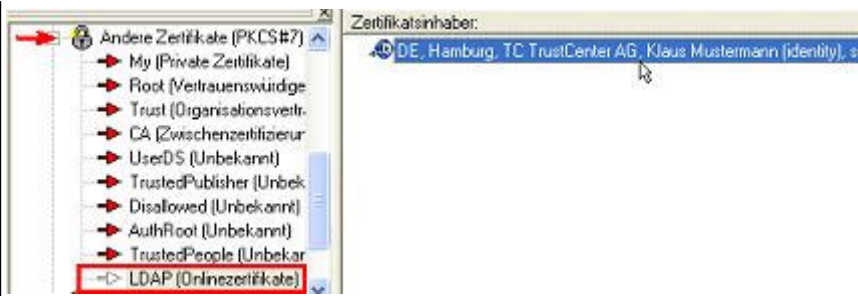 Andere Zertifikate (PKCS#7)
My (Private Zertifikate)
Root (Vertrauenswürdige
Trust (Organisationsvertr
CA (Zwischenzertifizierur
UserDS (Unbekannt)
TrustedPublisher (Unbek
Disallowed (Unbekannt)
AuthRoot (Unbekannt)
TrustedPeople (Unbekar
LDAP (Onlinezertifikate)
Zertifikatsinhaber:
DE, Hamburg, TC TrustCenter AG, Klaus Mustermann (identity), s